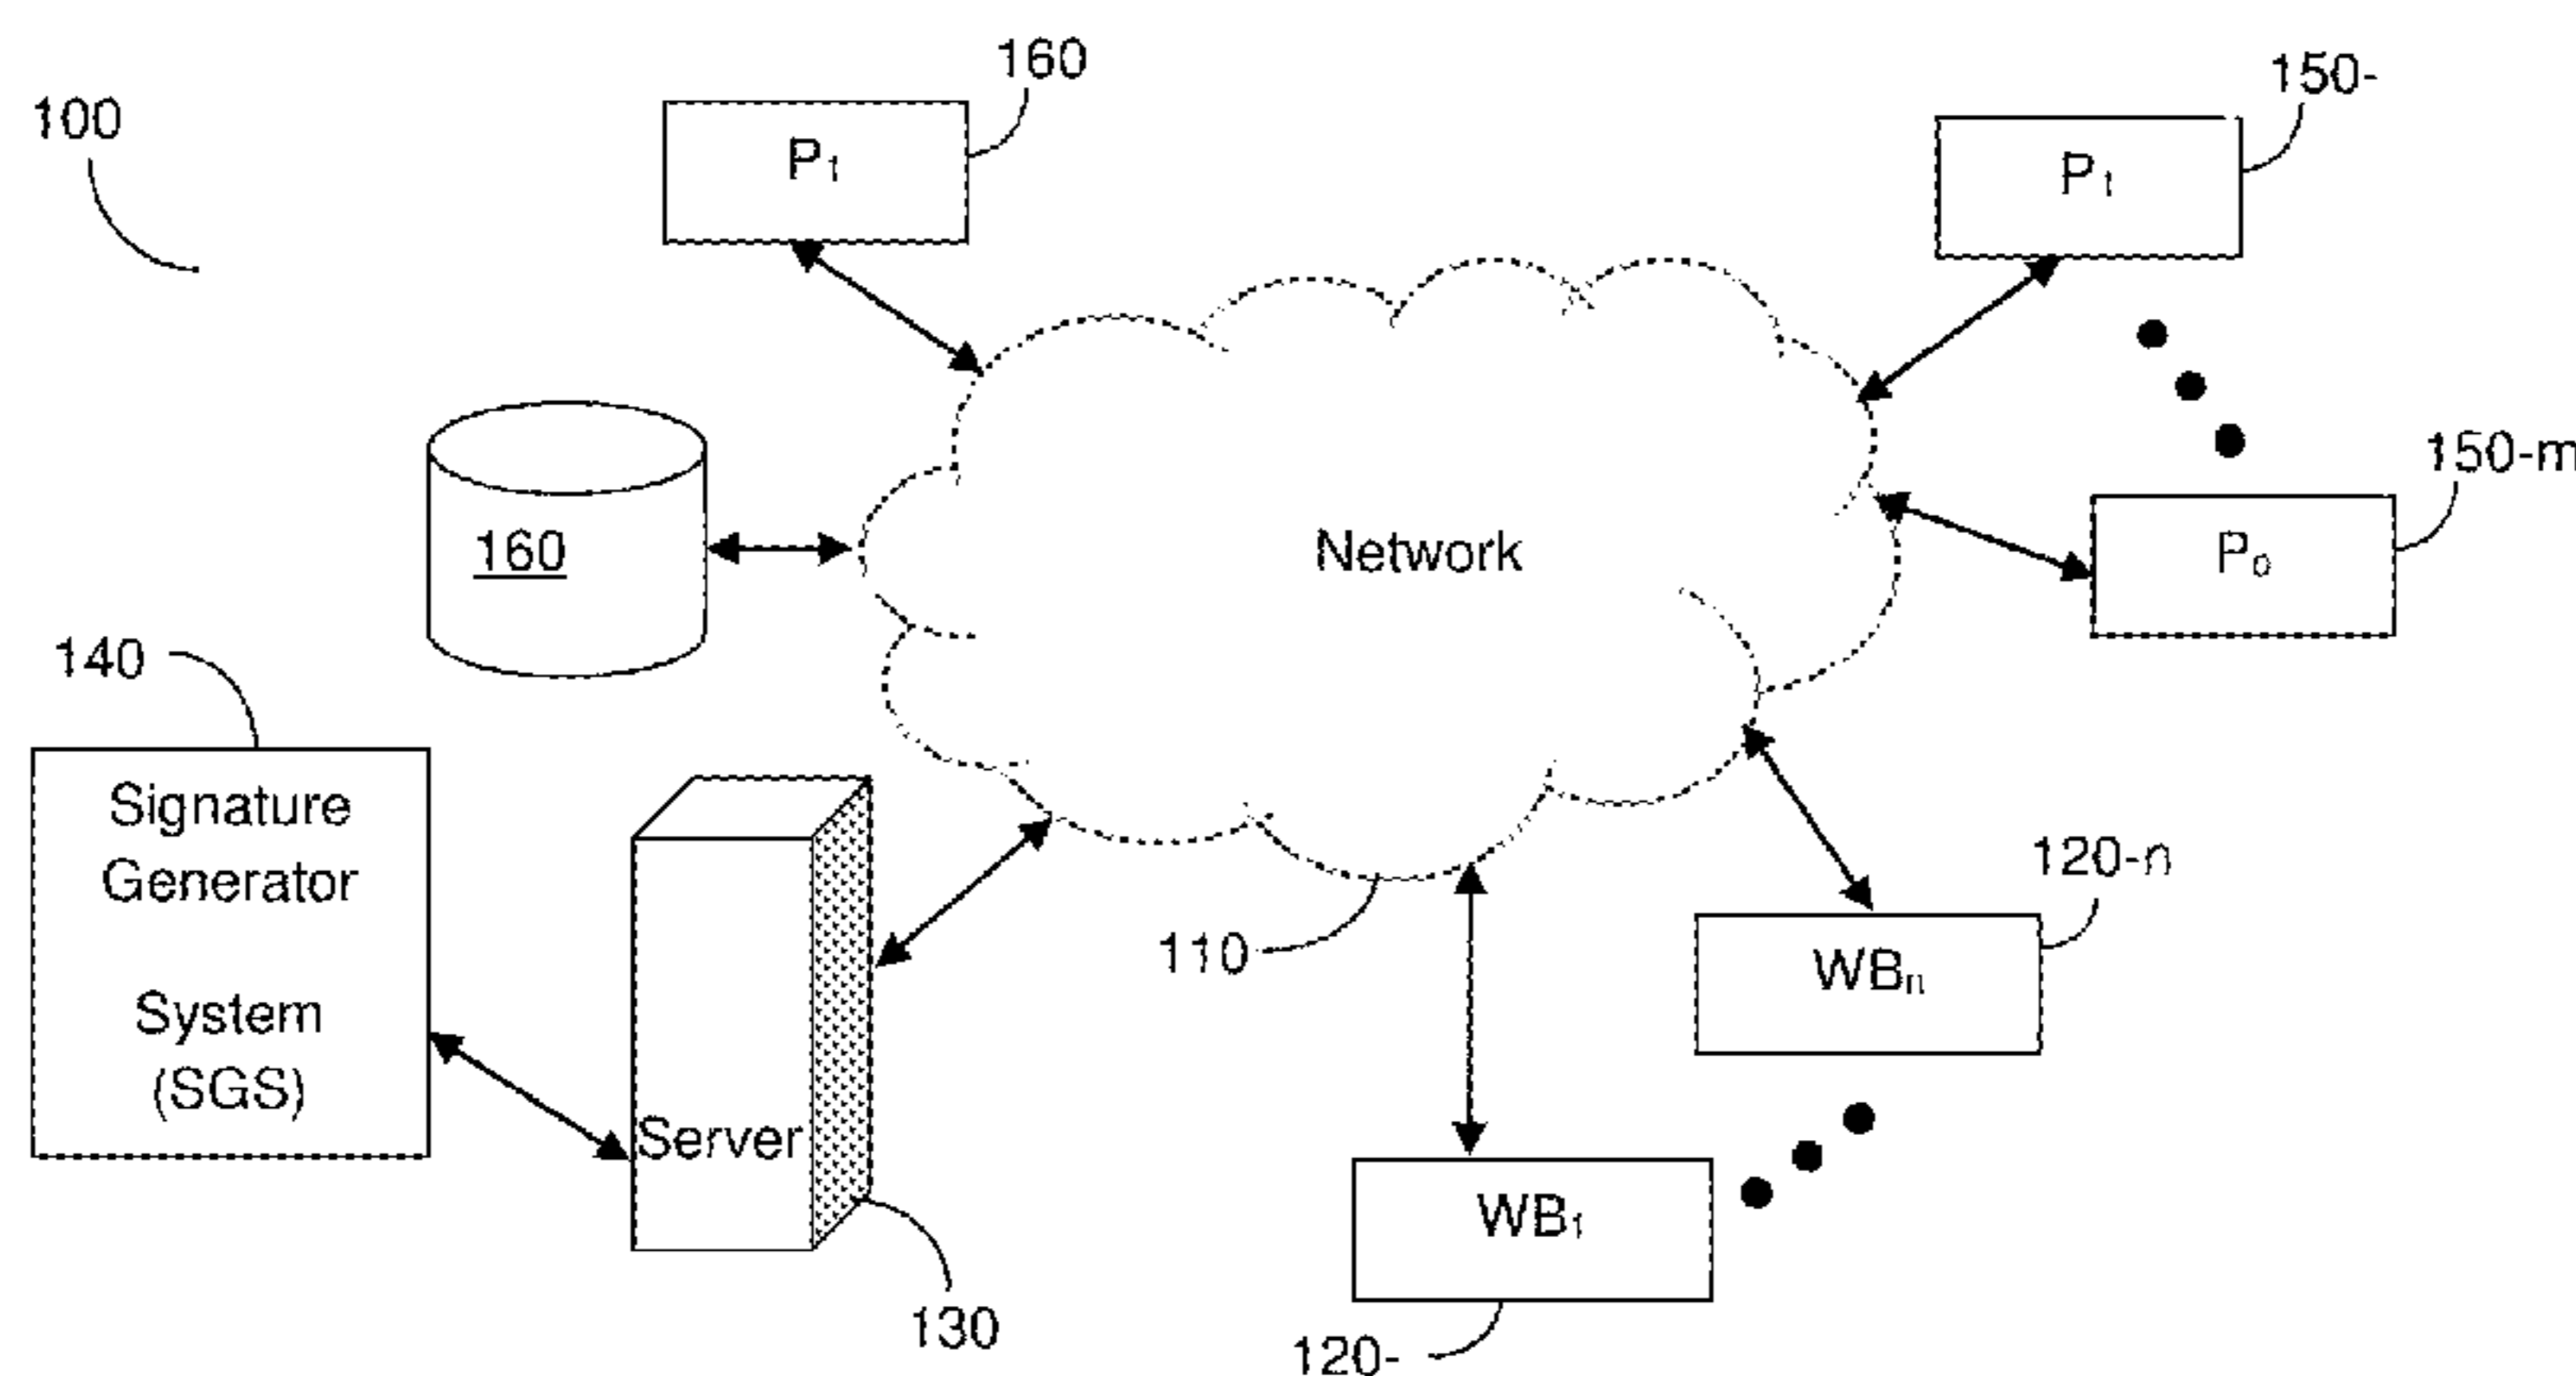 160
150-
100
P1
P1
150-m
160
Network
Po
140
Signature
Generator
120-n
110
WBn
System
(SGS)
Server
WB1
130
120-